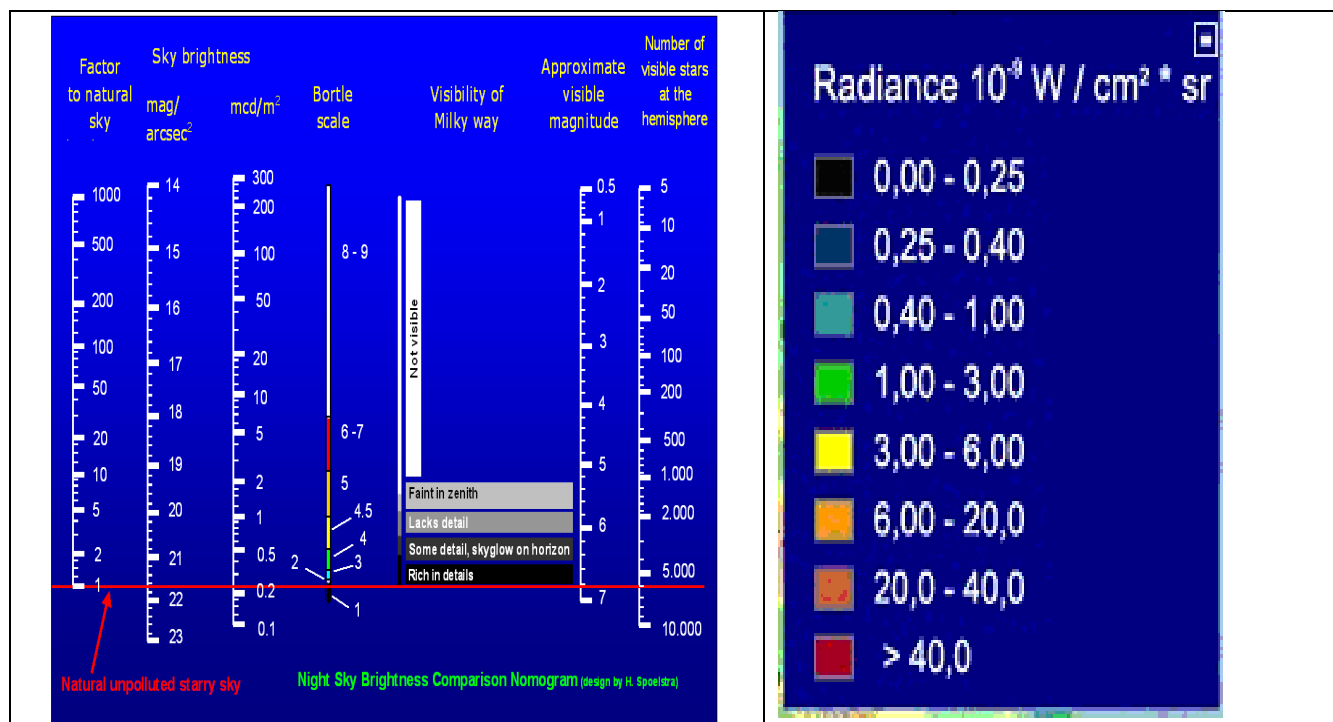 Factor
to natural
sky
Sky brightness
mag/
arcsec²
mcd/m²
Bortle
scale
Visibility of
Milky way
Approximate
visible
magnitude
Number of
visible stars
at the
hemisphere
1000
500
200
100
50
20
10
5
2
1
14
15
16
17
18
19
20
21
22
23
300
200
100
50
20
10
5
2
1
0.5
0.2
0.1
8 - 9
6 -7
5
4.5
4
3
2
1
Not visible
Faint in zenith
Lacks detail
Some detail, skyglow on horizon
Rich in details
0.5
1
2
3
4
5
6
7
5
10
20
50
100
200
500
1.000
2.000
5.000
10.000
Natural unpolluted starry sky
Night Sky Brightness Comparison Nomogram (design by H. Spoelstra)
Radiance 10⁻⁹ W / cm² * sr
0,00 - 0,25
0,25 - 0,40
0,40 - 1,00
1,00 - 3,00
3,00 - 6,00
6,00 - 20,0
20,0 - 40,0
> 40,0